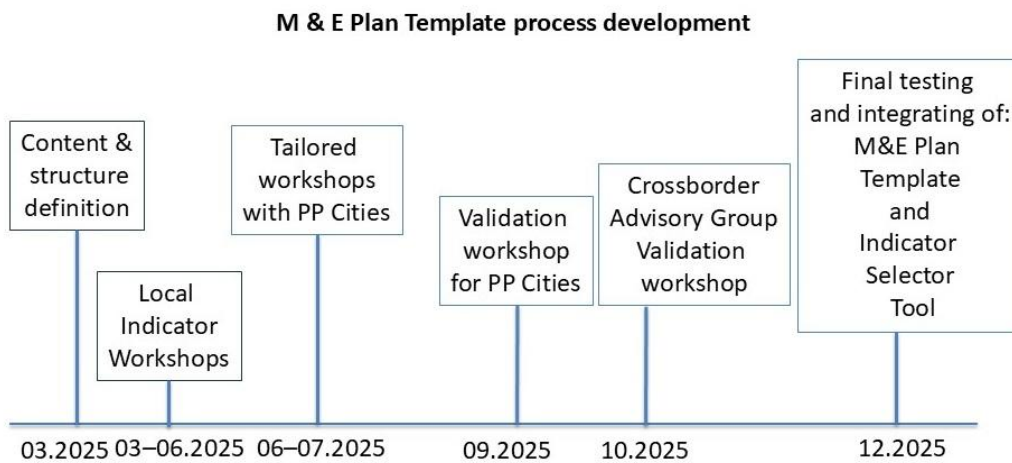 M & E Plan Template process development
Content &
structure
definition
Local
Indicator
Workshops
Tailored
workshops
with PP Cities
Validation
workshop
for PP Cities
Crossborder
Advisory Group
Validation
workshop
Final testing
and integrating of:
M&E Plan
Template
and
Indicator
Selector
Tool
03.2025
03–06.2025
06–07.2025
09.2025
10.2025
12.2025